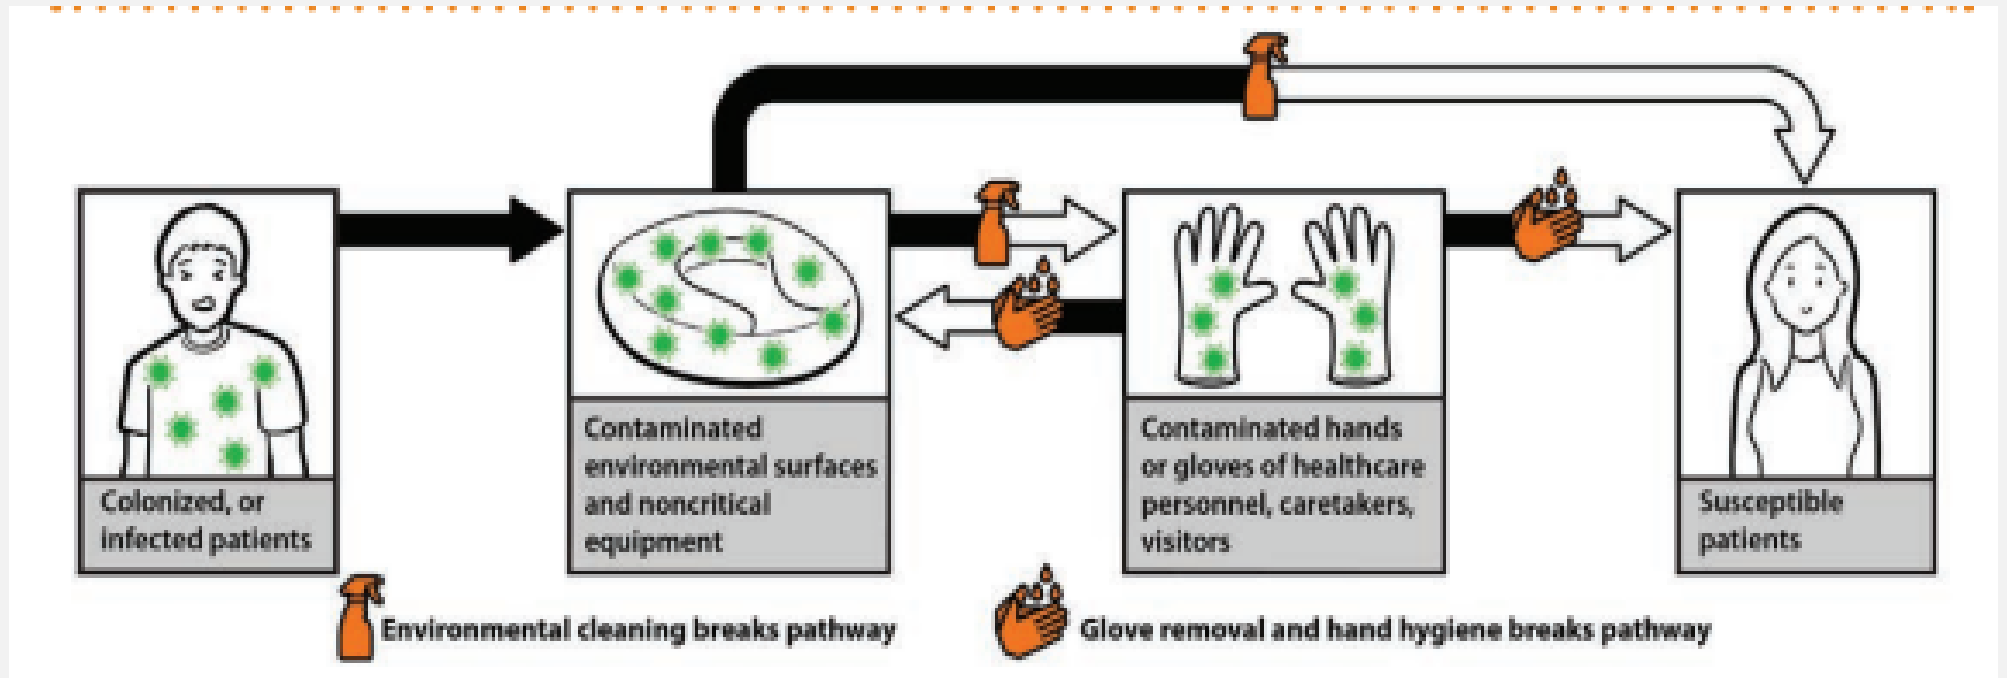 Colonized, or
infected patients
Contaminated
environmental surfaces
and noncritical
equipment
Contaminated hands
or gloves of healthcare
personnel, caretakers,
visitors
Susceptible
patients
Environmental cleaning breaks pathway
Glove removal and hand hygiene breaks pathway